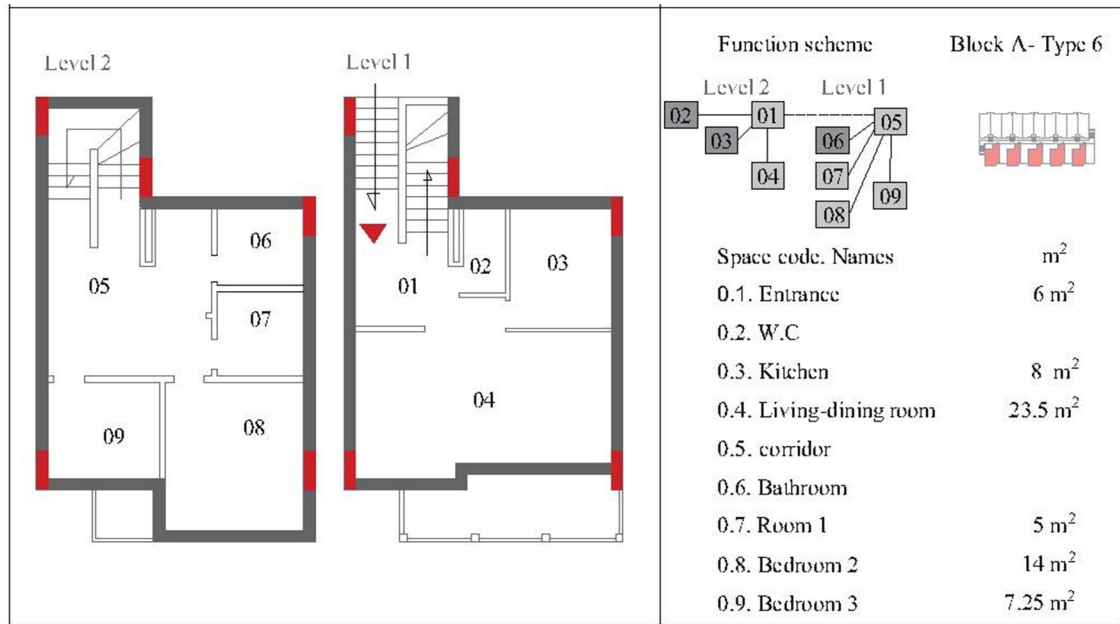 Level 2
Level 1
06
02
03
05
01
07
04
09
08
Function scheme
Block A- Type 6
Level 2
Level 1
02
01
05
03
06
04
07
09
08
Space code. Names m²
0.1. Entrance 6 m²
0.2. W.C
0.3. Kitchen 8 m²
0.4. Living-dining room 23.5 m²
0.5. corridor
0.6. Bathroom
0.7. Room 1 5 m²
0.8. Bedroom 2 14 m²
0.9. Bedroom 3 7.25 m²